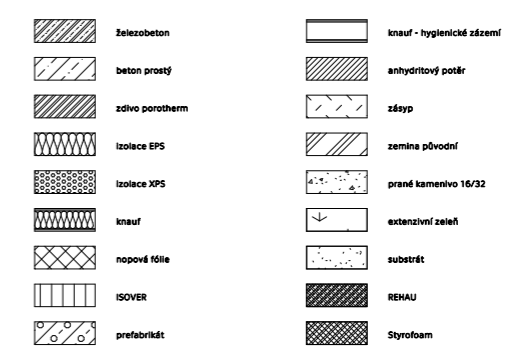 železobeton
beton prostý
zdivo porotherm
izolace EPS
izolace XPS
knauf
nopová fólie
ISOVER
prefabrikát
knauf - hygienické zázemí
anhydritový potěr
zásyp
zemina původní
prané kamenivo 16/32
extenzivní zeleň
substrát
REHAU
Styrofoam